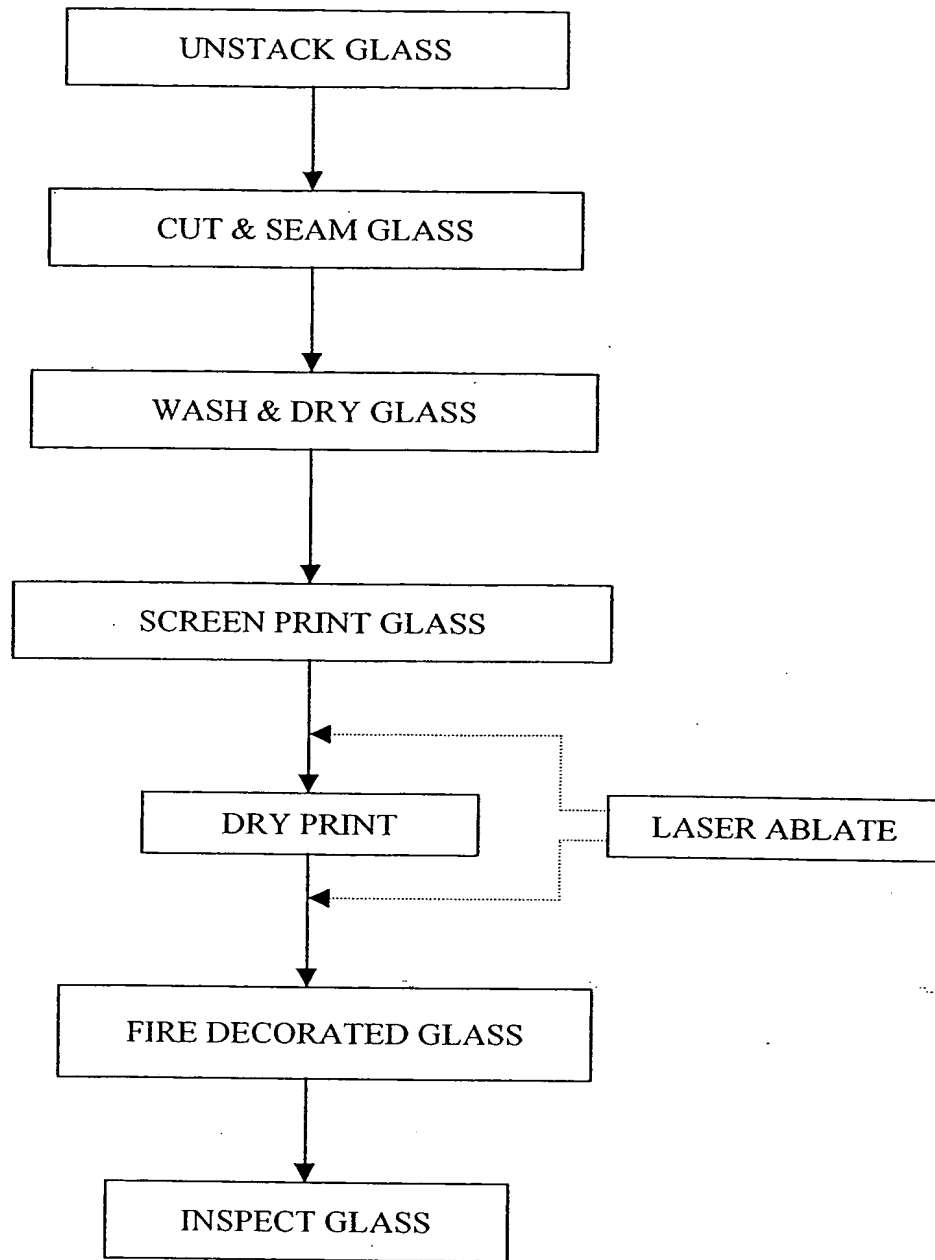 UNSTACK GLASS
CUT & SEAM GLASS
WASH & DRY GLASS
SCREEN PRINT GLASS
DRY PRINT
LASER ABLATE
FIRE DECORATED GLASS
INSPECT GLASS